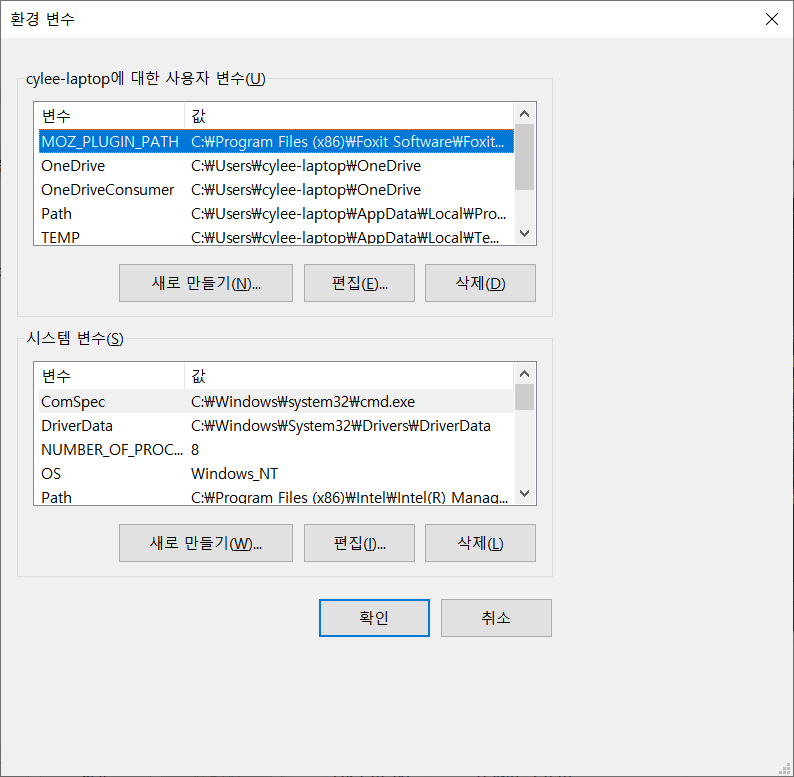 환경 변수
cylee-laptop에 대한 사용자 변수(U)
변수 값
MOZ_PLUGIN_PATH C:₩Program Files (x86)₩Foxit Software₩Foxit...
OneDrive C:₩Users₩cylee-laptop₩OneDrive
OneDriveConsumer C:₩Users₩cylee-laptop₩OneDrive
Path C:₩Users₩cylee-laptop₩AppData₩Local₩Pro...
TEMP C:₩Users₩cylee-laptop₩AppData₩Local₩Te...
새로 만들기(N)... 편집(E)... 삭제(D)
시스템 변수(S)
변수 값
ComSpec C:₩Windows₩system32₩cmd.exe
DriverData C:₩Windows₩System32₩Drivers₩DriverData
NUMBER_OF_PROC... 8
OS Windows_NT
Path C:₩Program Files (x86)₩Intel₩Intel(R) Manag...
새로 만들기(W)... 편집(I)... 삭제(L)
확인 취소